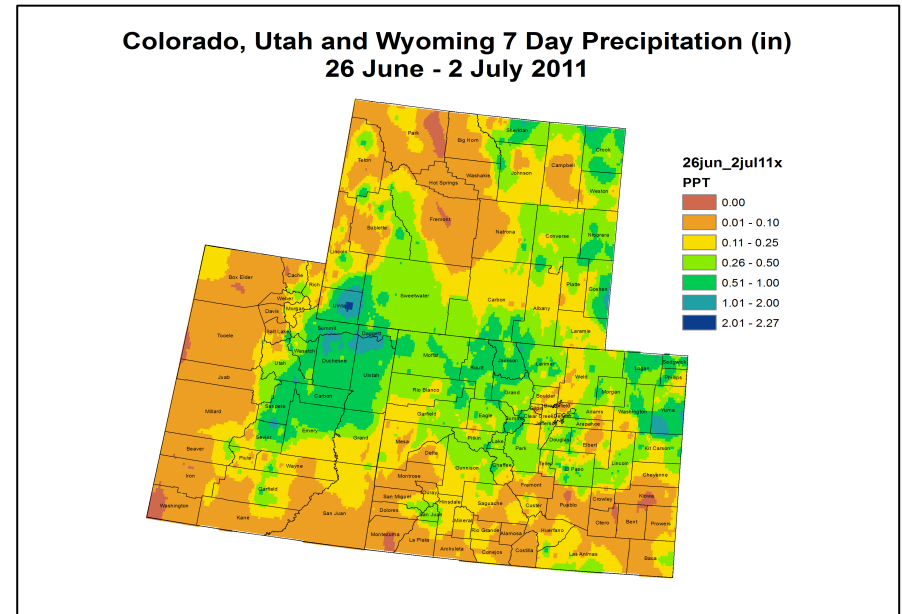 Colorado, Utah and Wyoming 7 Day Precipitation (in)
26 June - 2 July 2011
26jun_2jul11x
PPT
0.00
0.01 - 0.10
0.11 - 0.25
0.26 - 0.50
0.51 - 1.00
1.01 - 2.00
2.01 - 2.27
Sheridan
Park
Big Horn
Crook
Teton
Johnson
Campbell
Washakie
Hot Springs
Weston
Fremont
Sublette
Natrona
Converse
Niobrara
Lincoln
Platte
Goshen
Sweetwater
Carbon
Albany
Uinta
Laramie
Box Elder
Cache
Rich
Weber
Davis
Morgan
Salt Lake
Summit
Daggett
Tooele
Wasatch
Utah
Duchesne
Uintah
Juab
Carbon
Millard
Sanpete
Emery
Grand
Sevier
Beaver
Piute
Wayne
Iron
Garfield
Washington
Kane
San Juan
Moffat
Routt
Jackson
Larimer
Weld
Logan
Sedgwick
Phillips
Morgan
Rio Blanco
Grand
Boulder
Adams
Washington
Yuma
Garfield
Eagle
Summit
Clear Creek
Jefferson
Arapahoe
Douglas
Elbert
Kit Carson
Mesa
Pitkin
Lake
Park
Delta
Gunnison
Chaffee
Teller
El Paso
Lincoln
Cheyenne
Montrose
Fremont
Ouray
San Miguel
Hinsdale
Saguache
Custer
Pueblo
Crowley
Kiowa
Dolores
San Juan
Mineral
Rio Grande
Alamosa
Huerfano
Otero
Bent
Prowers
Montezuma
La Plata
Archuleta
Conejos
Costilla
Las Animas
Baca